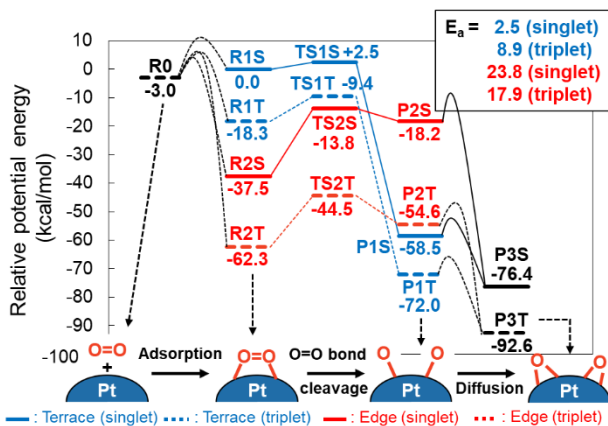 Relative potential energy
(kcal/mol)
10
0
-10
-20
-30
-40
-50
-60
-70
-80
-90
-100
Ea = 2.5 (singlet)
8.9 (triplet)
23.8 (singlet)
17.9 (triplet)
R0
-3.0
R1S
0.0
TS1S +2.5
R1T
-18.3
TS1T -9.4
TS2S
-13.8
P2S
-18.2
R2S
-37.5
TS2T
-44.5
R2T
-62.3
P2T
-54.6
P1S
-58.5
P1T
-72.0
P3S
-76.4
P3T
-92.6
O=O
+
Pt
Adsorption
O=O
Pt
O=O bond
cleavage
O O
Pt
Diffusion
O O
Pt
: Terrace (singlet) : Terrace (triplet) : Edge (singlet) : Edge (triplet)